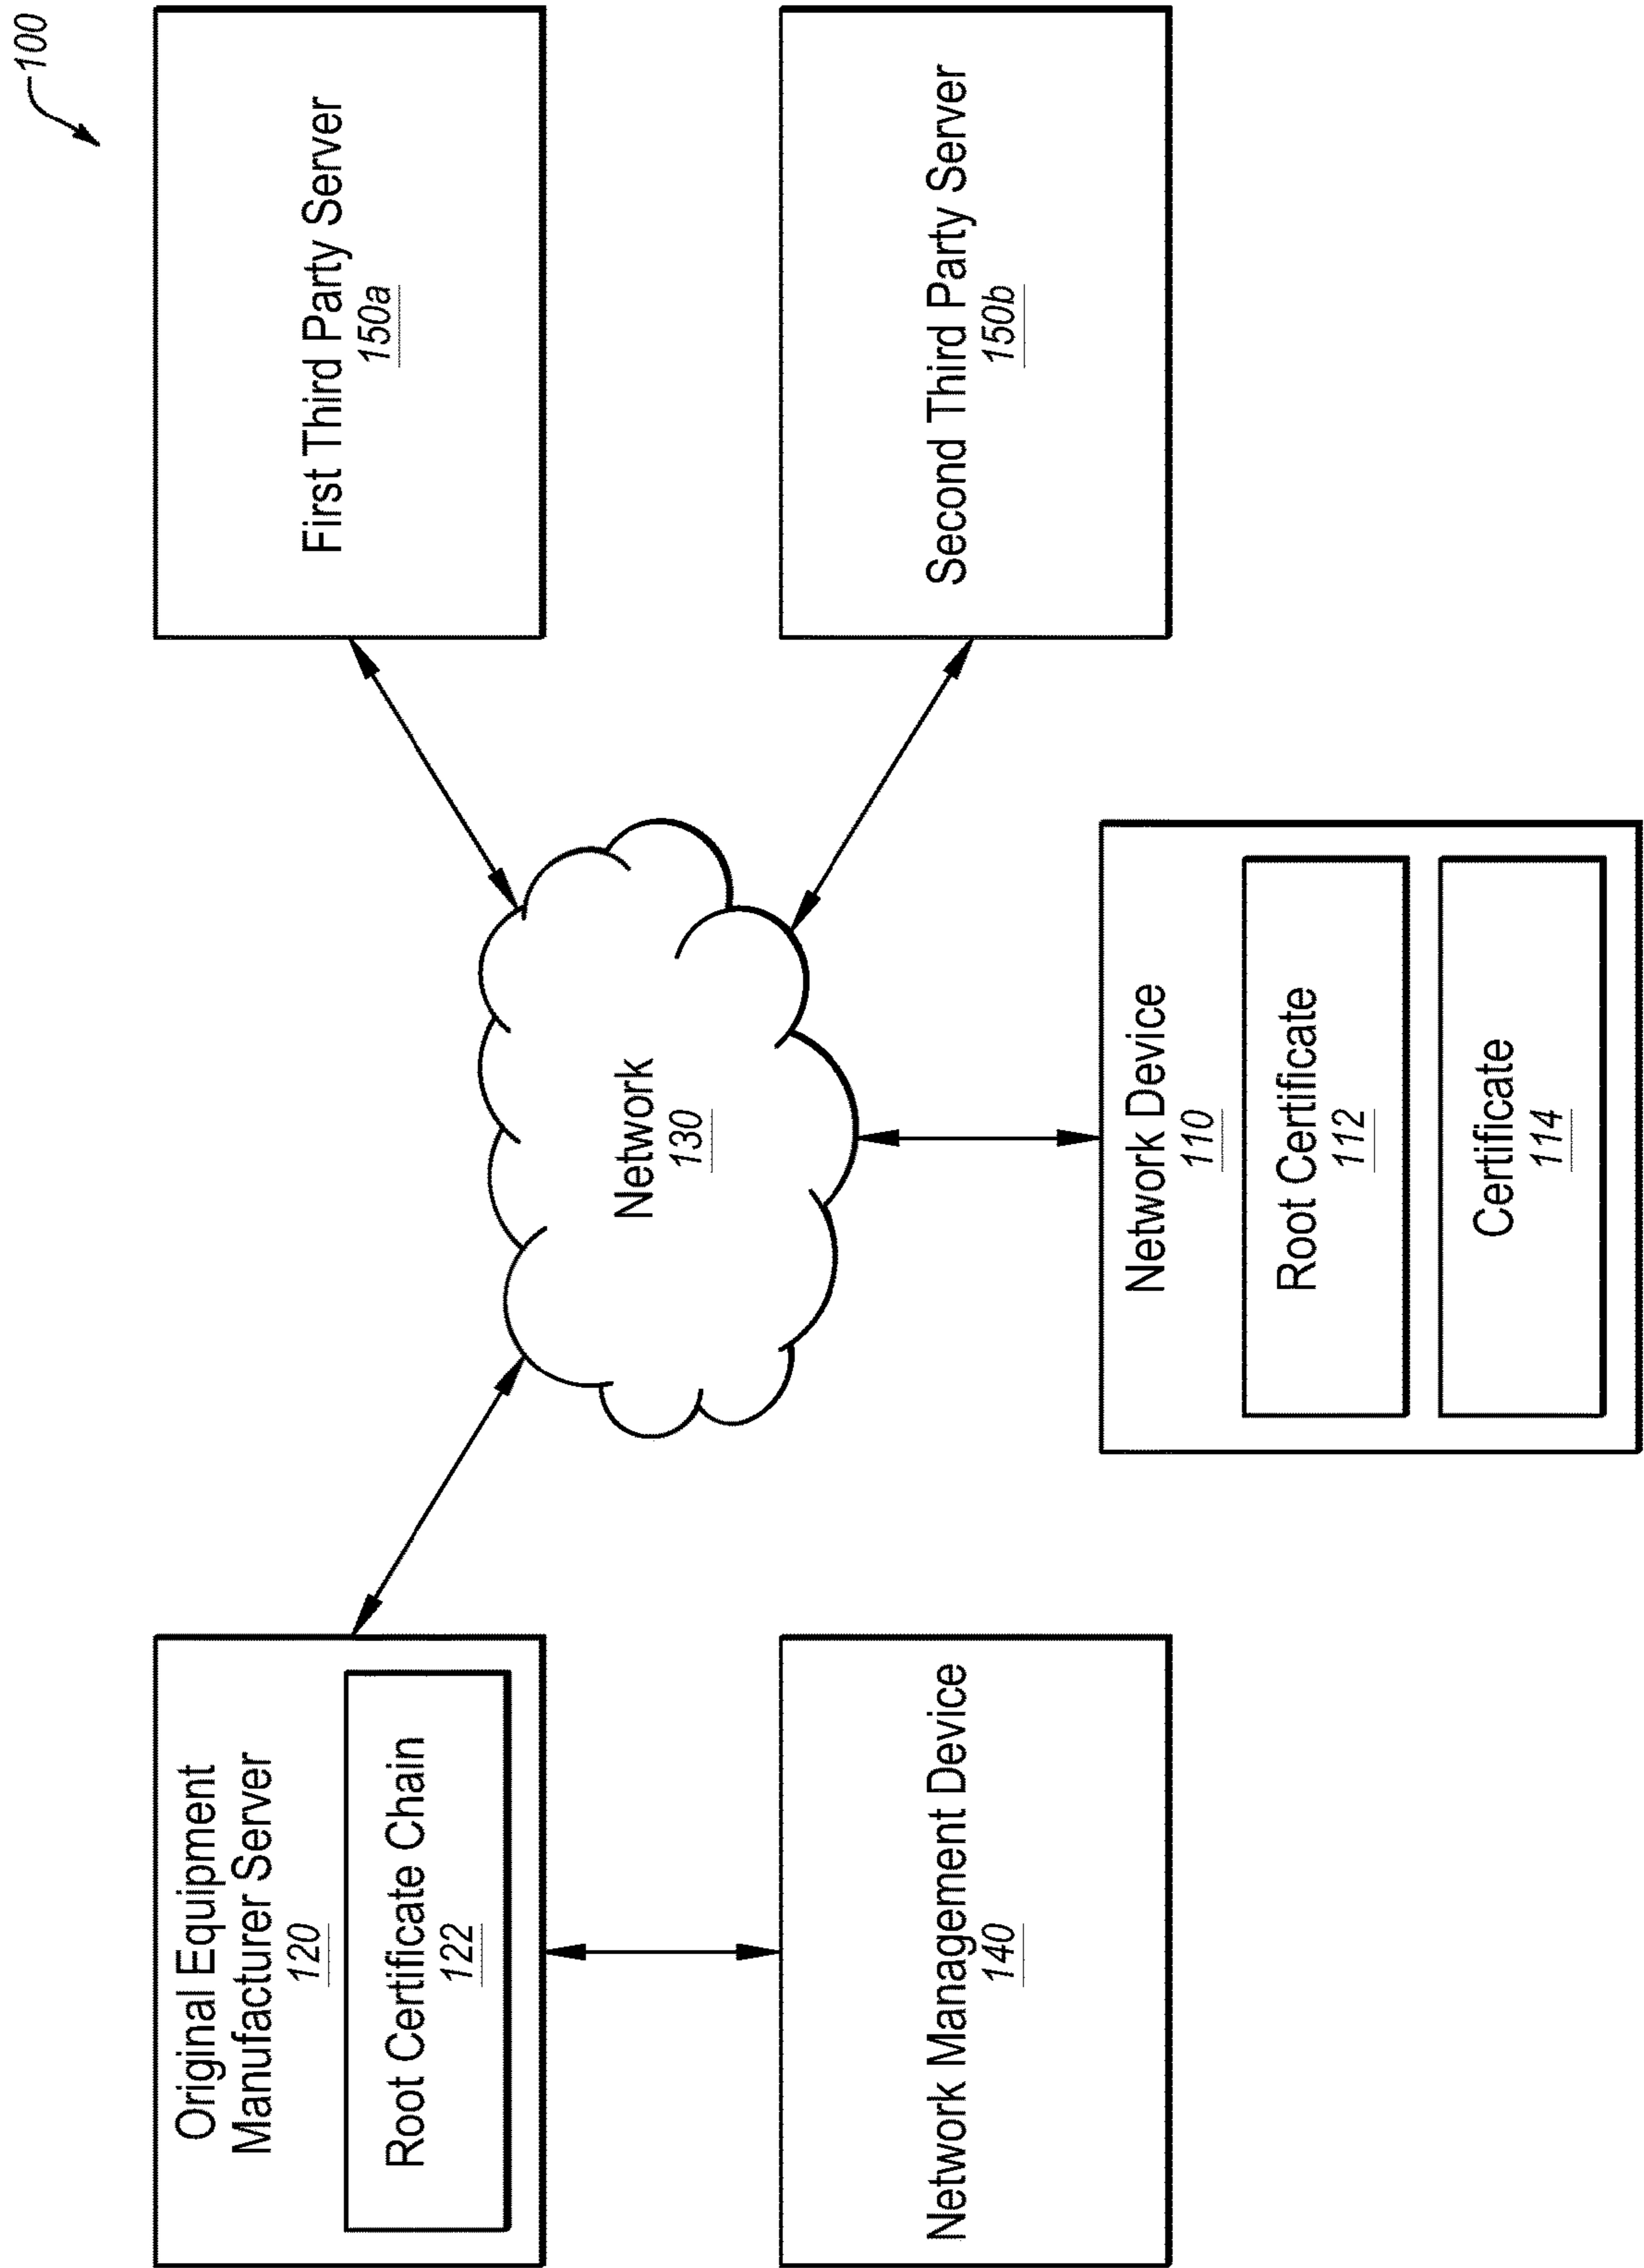 100
Original Equipment
Manufacturer Server
120
Root Certificate Chain
122
First Third Party Server
150a
Network
130
Network Management Device
140
Second Third Party Server
150b
Network Device
110
Root Certificate
112
Certificate
114